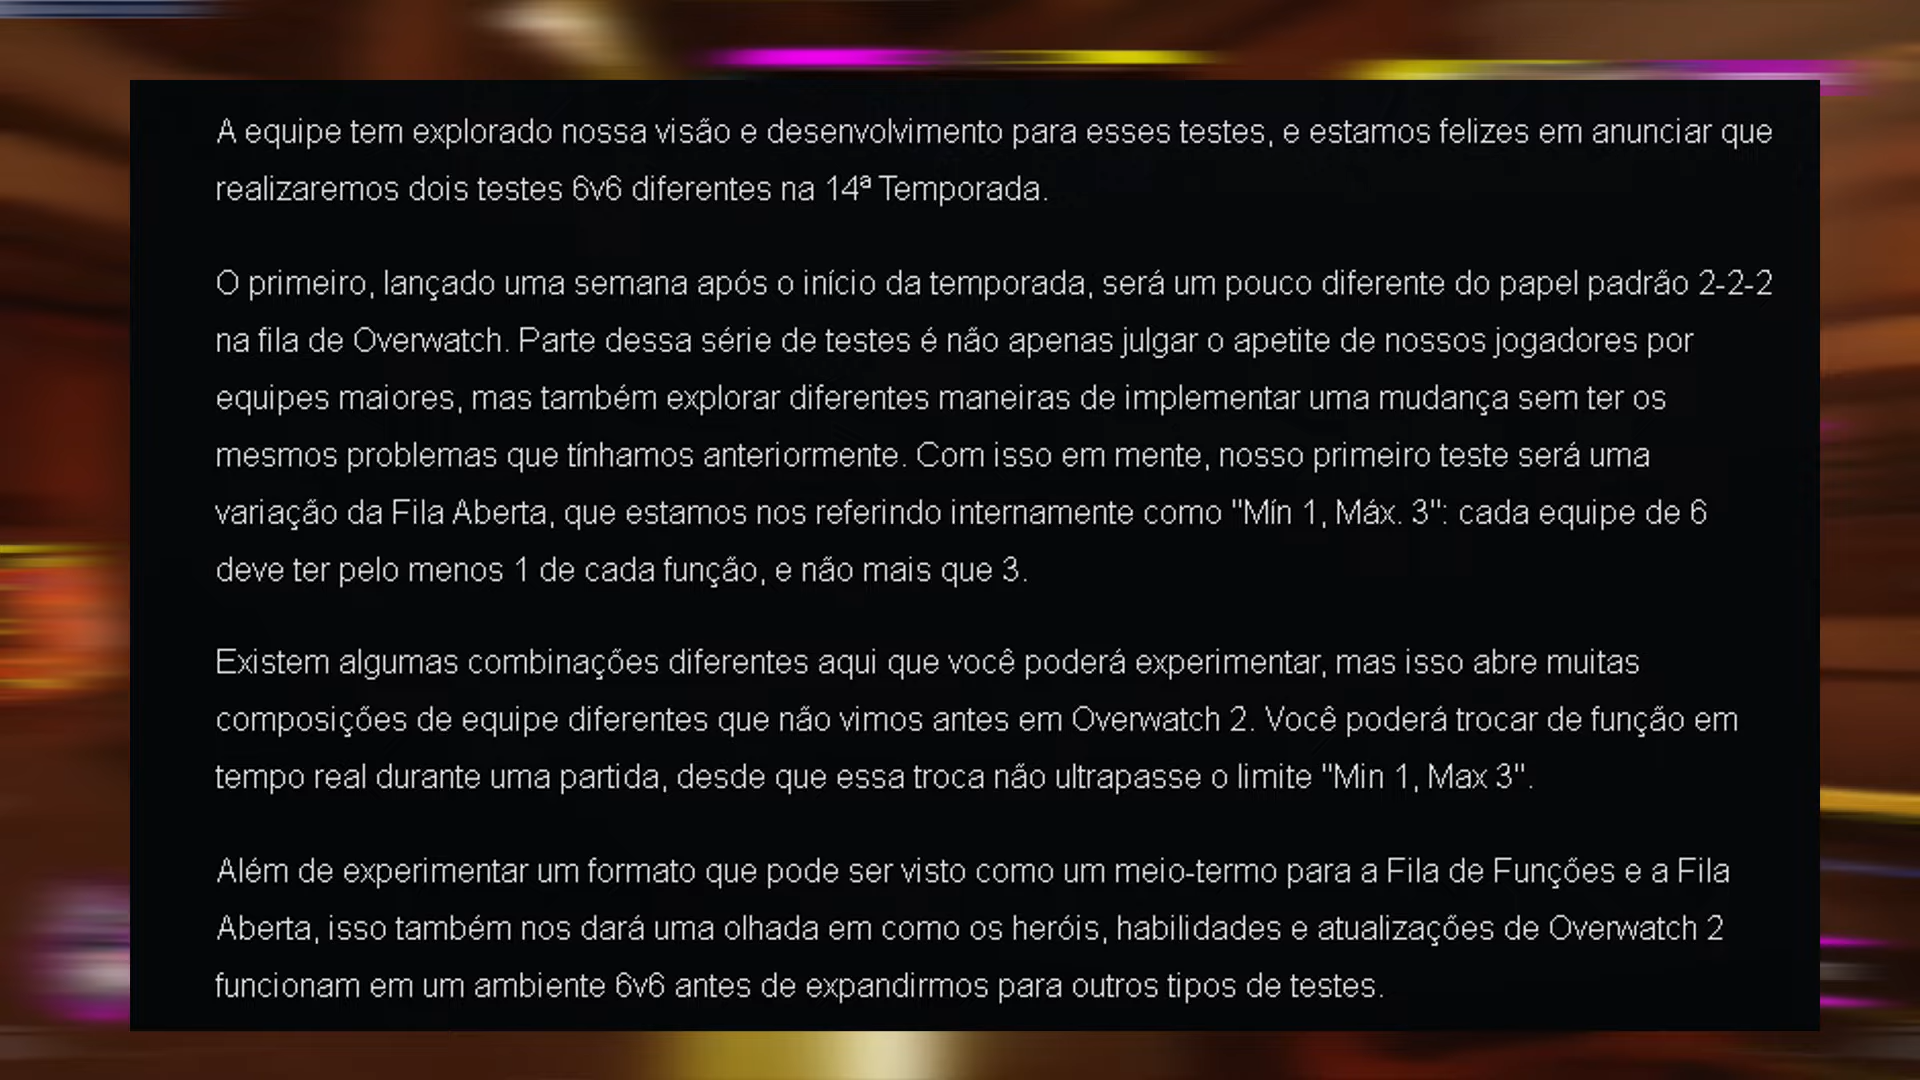 A equipe tem explorado nossa visão e desenvolvimento para esses testes, e estamos felizes em anunciar que
realizaremos dois testes 6v6 diferentes na 14ª Temporada.
O primeiro, lançado uma semana após o início da temporada, será um pouco diferente do papel padrão 2-2-2
na fila de Overwatch. Parte dessa série de testes é não apenas julgar o apetite de nossos jogadores por
equipes maiores, mas também explorar diferentes maneiras de implementar uma mudança sem ter os
mesmos problemas que tínhamos anteriormente. Com isso em mente, nosso primeiro teste será uma
variação da Fila Aberta, que estamos nos referindo internamente como "Mín 1, Máx. 3": cada equipe de 6
deve ter pelo menos 1 de cada função, e não mais que 3.
Existem algumas combinações diferentes aqui que você poderá experimentar, mas isso abre muitas
composições de equipe diferentes que não vimos antes em Overwatch 2. Você poderá trocar de função em
tempo real durante uma partida, desde que essa troca não ultrapasse o limite "Min 1, Max 3".
Além de experimentar um formato que pode ser visto como um meio-termo para a Fila de Funções e a Fila
Aberta, isso também nos dará uma olhada em como os heróis, habilidades e atualizações de Overwatch 2
funcionam em um ambiente 6v6 antes de expandirmos para outros tipos de testes.